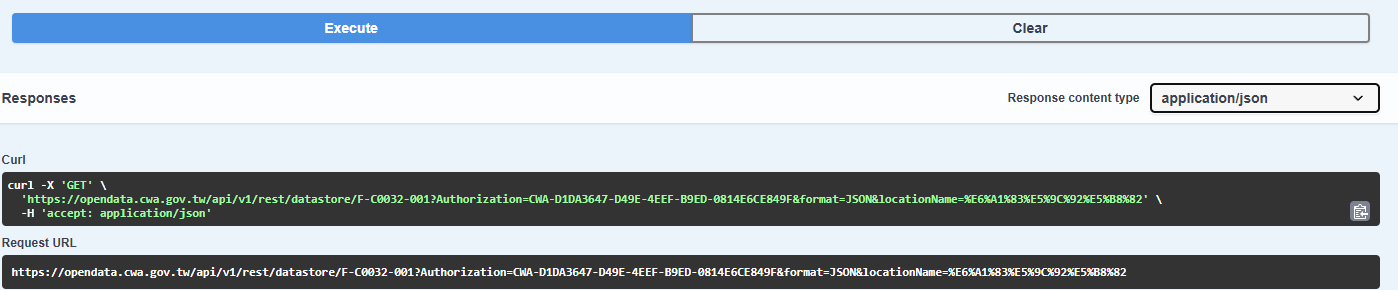 Execute
Clear
Responses
Response content type
application/json
Curl
curl -X 'GET' \
'https://opendata.cwa.gov.tw/api/v1/rest/datastore/F-C0032-001?Authorization=CWA-D1DA3647-D49E-4EEF-B9ED-0814E6CE849F&format=JSON&locationName=%E6%A1%83%E5%9C%92%E5%B8%82' \
-H 'accept: application/json'
Request URL
https://opendata.cwa.gov.tw/api/v1/rest/datastore/F-C0032-001?Authorization=CWA-D1DA3647-D49E-4EEF-B9ED-0814E6CE849F&format=JSON&locationName=%E6%A1%83%E5%9C%92%E5%B8%82